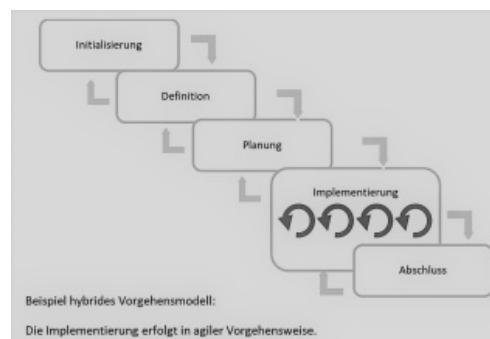 Initialisierung
Definition
Planung
Implementierung
Abschluss
Beispiel hybrides Vorgehensmodell:
Die Implementierung erfolgt in agiler Vorgehensweise.